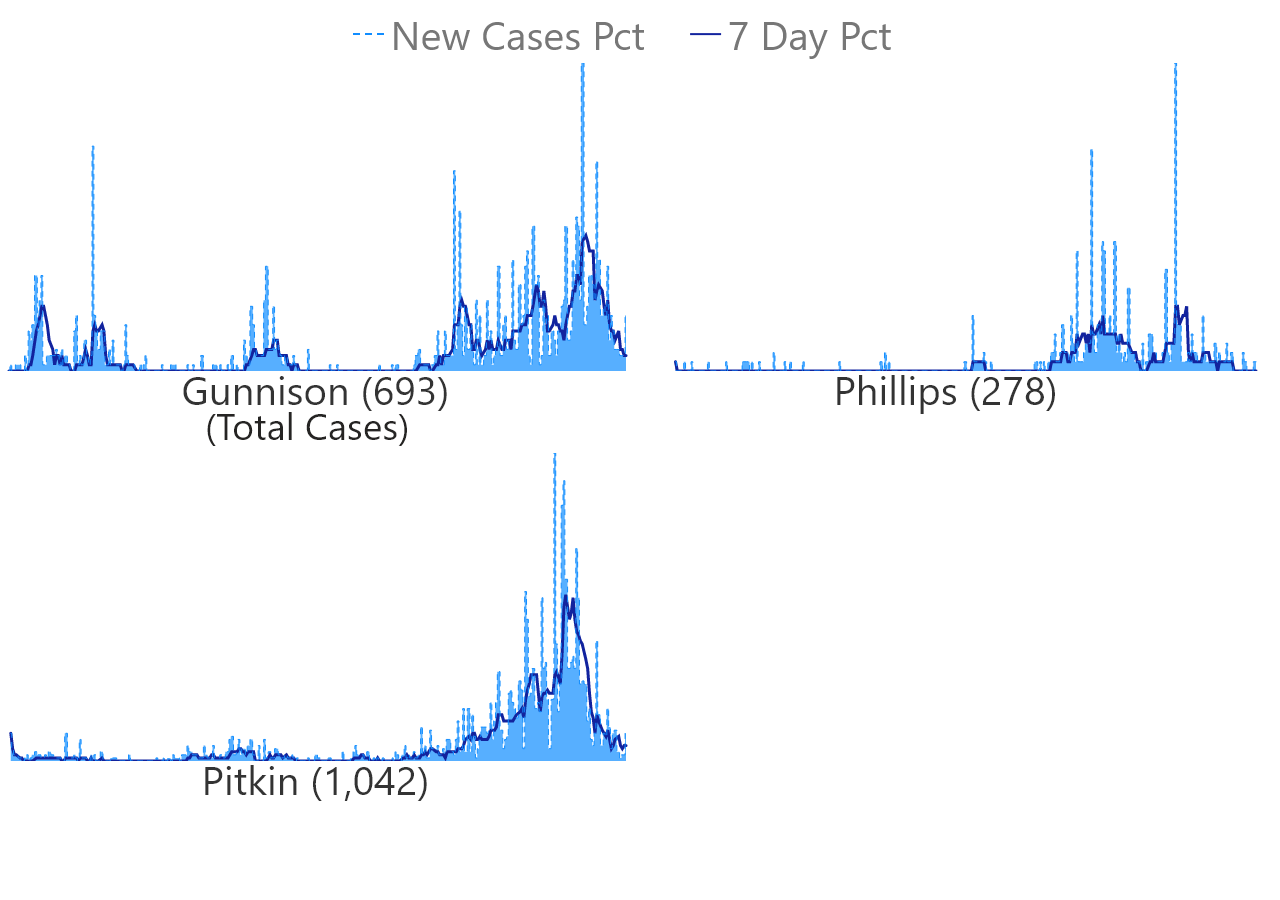 New Cases Pct 7 Day Pct
Gunnison (693)
(Total Cases)
Phillips (278)
Pitkin (1,042)